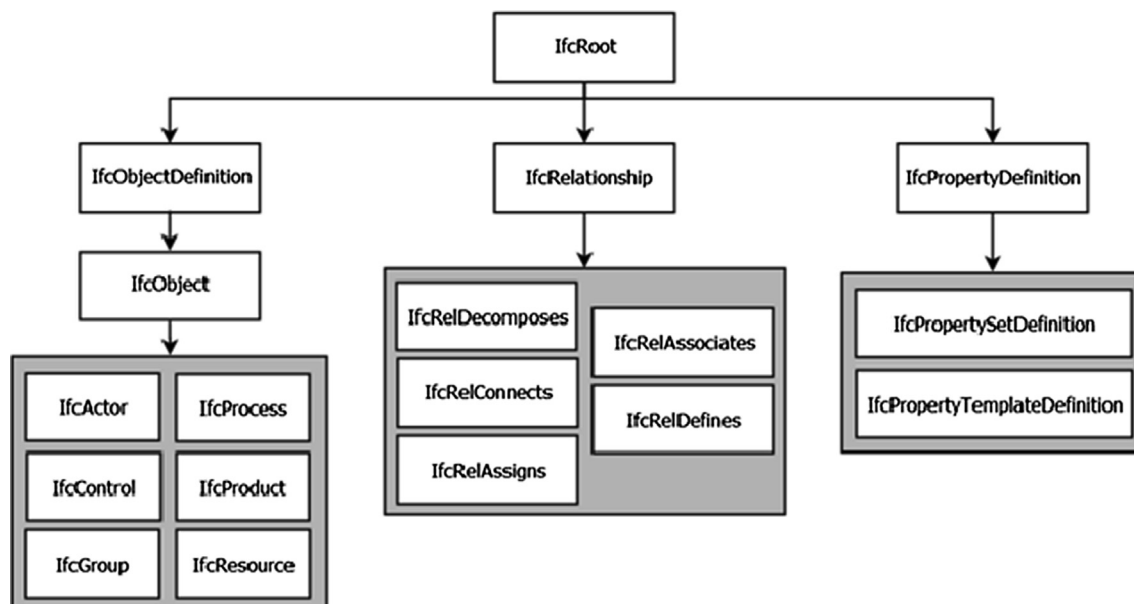 IfcRoot
IfcObjectDefinition
IfcRelationship
IfcPropertyDefinition
IfcObject
IfcRelDecomposes
IfcRelAssociates
IfcRelConnects
IfcRelDefines
IfcRelAssigns
IfcPropertySetDefinition
IfcPropertyTemplateDefinition
IfcActor
IfcProcess
IfcControl
IfcProduct
IfcGroup
IfcResource